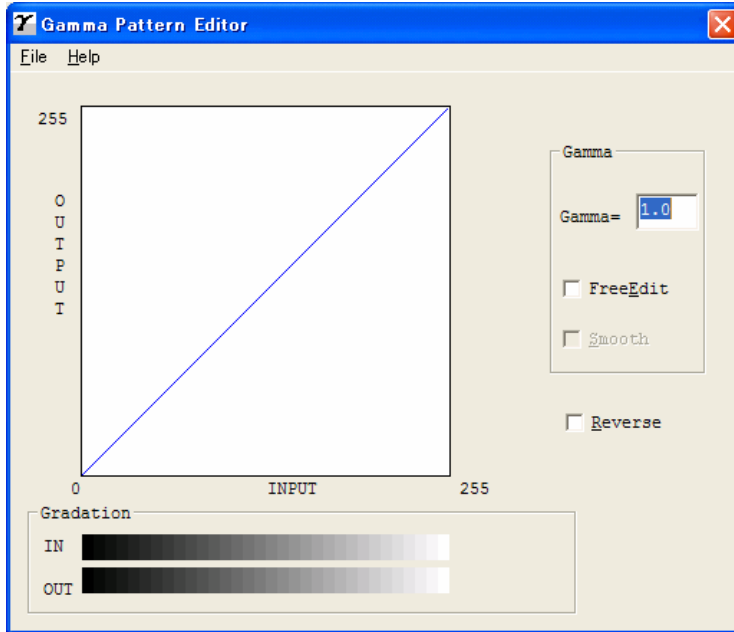 Gamma Pattern Editor
File Help
255
OUTPUT
0 INPUT 255
Gamma
Gamma= 1.0
FreeEdit
Smooth
Reverse
Gradation
IN
OUT